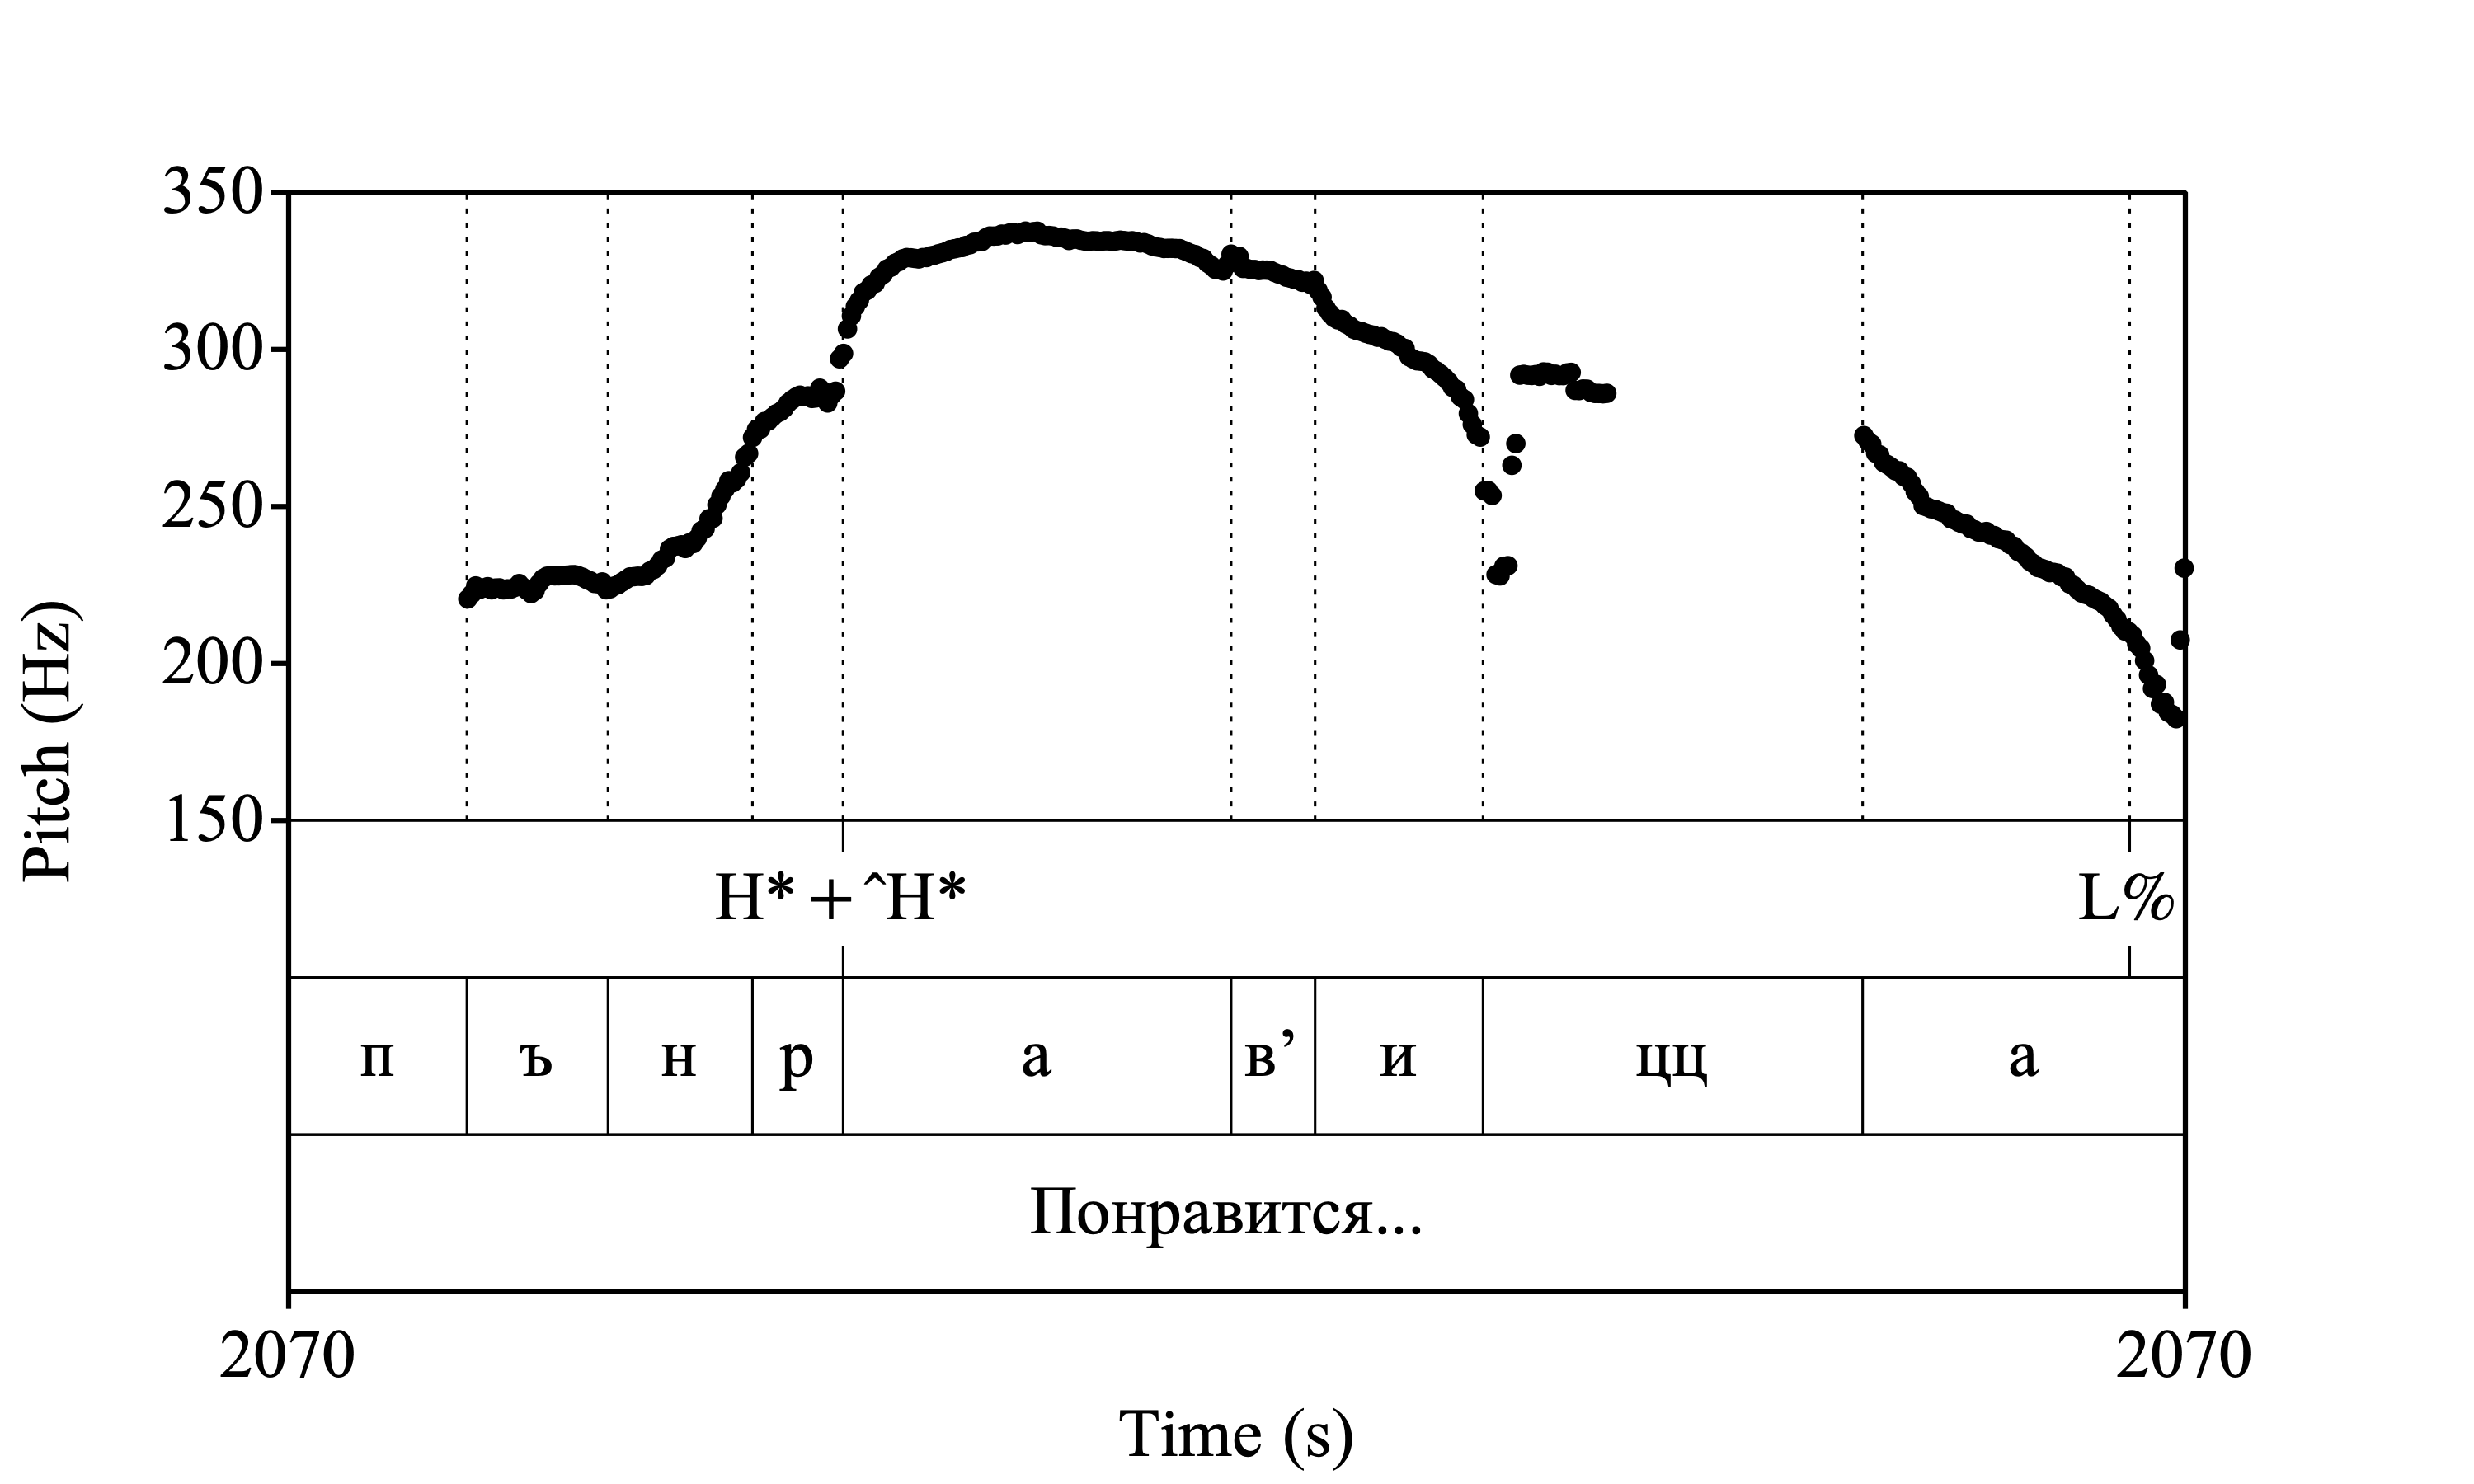 350
300
250
200
150
Pitch (Hz)
H* + ^H* L%
п ъ н р а в’ и цц а
Понравится...
2070 2070
Time (s)